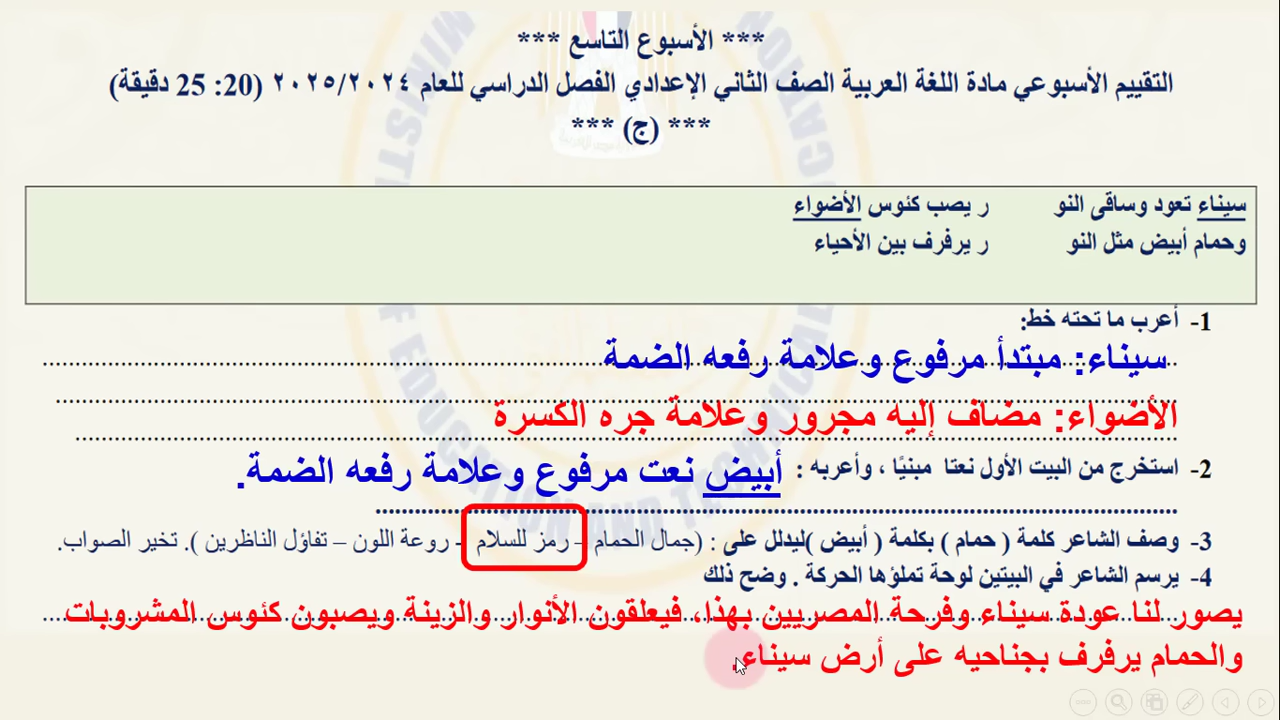 *** الأسبوع التاسع ***
التقييم الأسبوعي مادة اللغة العربية الصف الثاني الإعدادي الفصل الدراسي للعام ٢٠٢٥/٢٠٢٤ (20: 25 دقيقة)
*** (ج) ***
سيناء تعود وساقى النو ر يصب كئوس الأضواء
وحمام أبيض مثل النو ر يرفرف بين الأحياء
1- أعرب ما تحته خط:
سيناء: مبتدأ مرفوع وعلامة رفعه الضمة
الأضواء: مضاف إليه مجرور وعلامة جره الكسرة
2- استخرج من البيت الأول نعتا مبنيًا ، وأعربه : أبيض نعت مرفوع وعلامة رفعه الضمة.
3- وصف الشاعر كلمة ( حمام ) بكلمة ( أبيض )ليدلل على : (جمال الحمام – رمز للسلام – روعة اللون – تفاؤل الناظرين ). تخير الصواب.
4- يرسم الشاعر في البيتين لوحة تملؤها الحركة . وضح ذلك
يصور لنا عودة سيناء وفرحة المصريين بهذا، فيعلقون الأنوار والزينة ويصبون كئوس المشروبات
والحمام يرفرف بجناحيه على أرض سيناء.